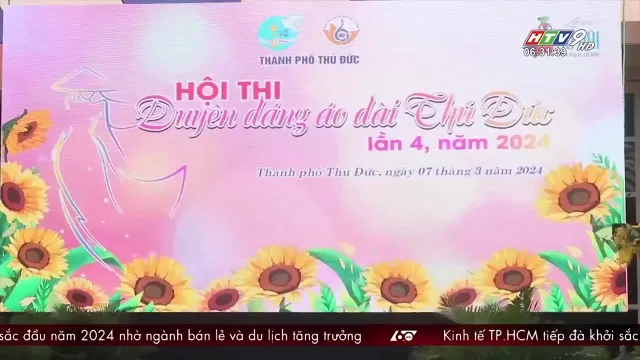 HTV9 HD
06:31:39
THÀNH PHỐ THỦ ĐỨC
HỘI THI
Duyên dáng áo dài Thủ Đức
lần 4, năm 2024
Thành phố Thủ Đức, ngày 07 tháng 3 năm 2024
sắc đầu năm 2024 nhờ ngành bán lẻ và du lịch tăng trưởng
Kinh tế TP.HCM tiếp đà khởi sắc